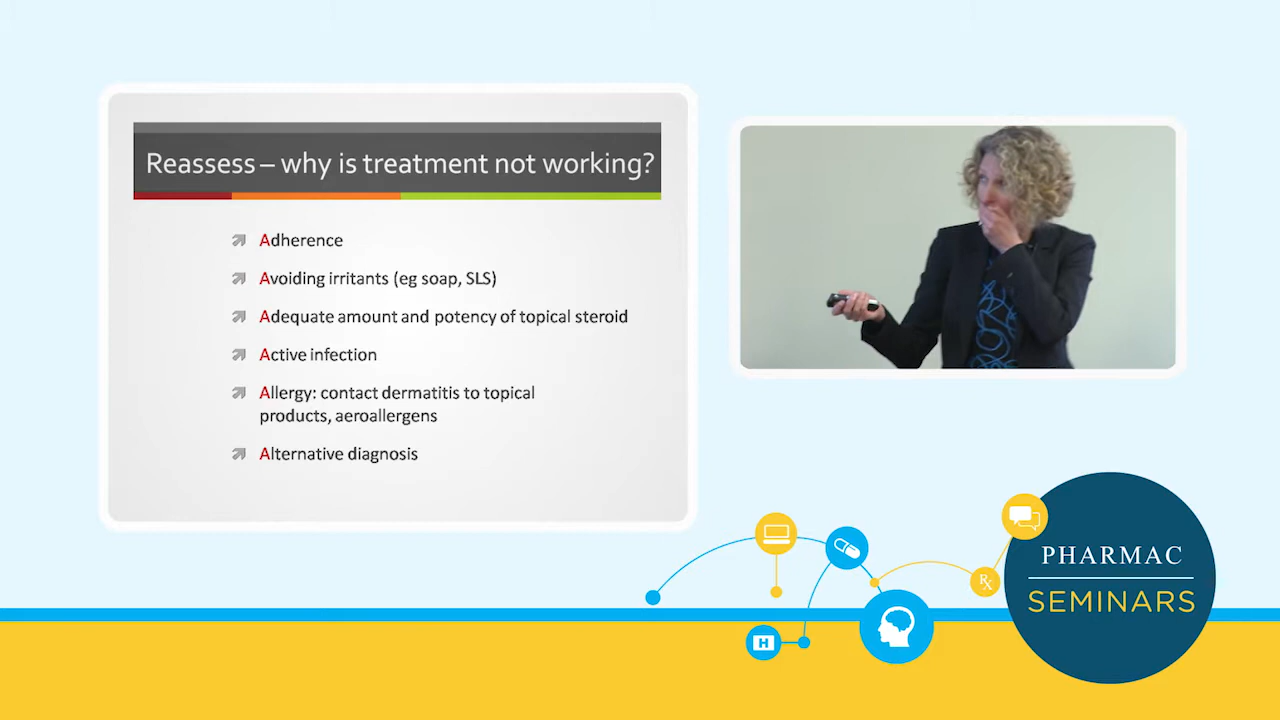 Reassess – why is treatment not working?
Adherence
Avoiding irritants (eg soap, SLS)
Adequate amount and potency of topical steroid
Active infection
Allergy: contact dermatitis to topical
products, aeroallergens
Alternative diagnosis
H
Rx
PHARMAC
SEMINARS